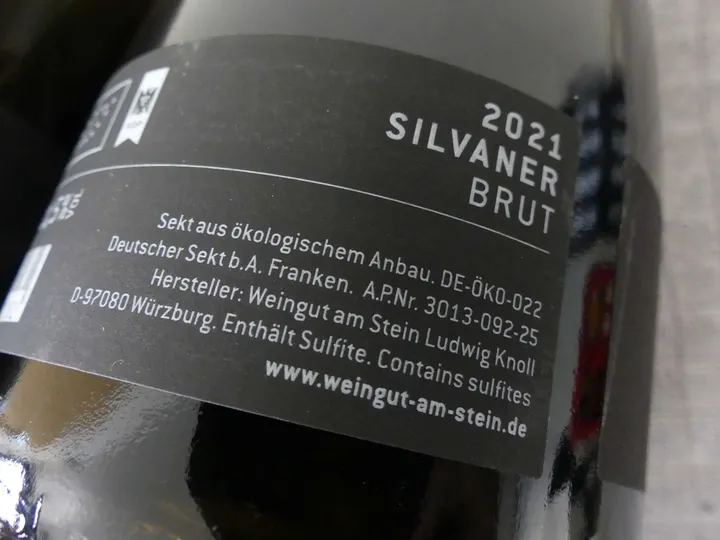 2021
SILVANER
BRUT
Sekt aus ökologischem Anbau. DE-ÖKO-022
Deutscher Sekt b.A. Franken. A.P.Nr. 3013-092-25
Hersteller: Weingut am Stein Ludwig Knoll
D-97080 Würzburg. Enthält Sulfite. Contains sulfites
www.weingut-am-stein.de